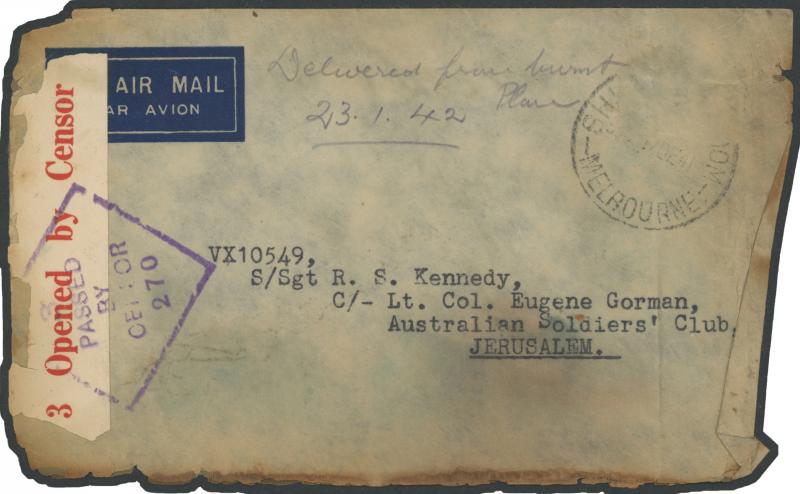 AIR MAIL
AR AVION
Delivered from burnt
Plane
23.1.42
MELBOURNE
3 Opened by Censor
3
PASSED
BY
CENSOR
270
VX10549,
S/Sgt R. S. Kennedy,
C/- Lt. Col. Eugene Gorman,
Australian Soldiers' Club,
JERUSALEM.